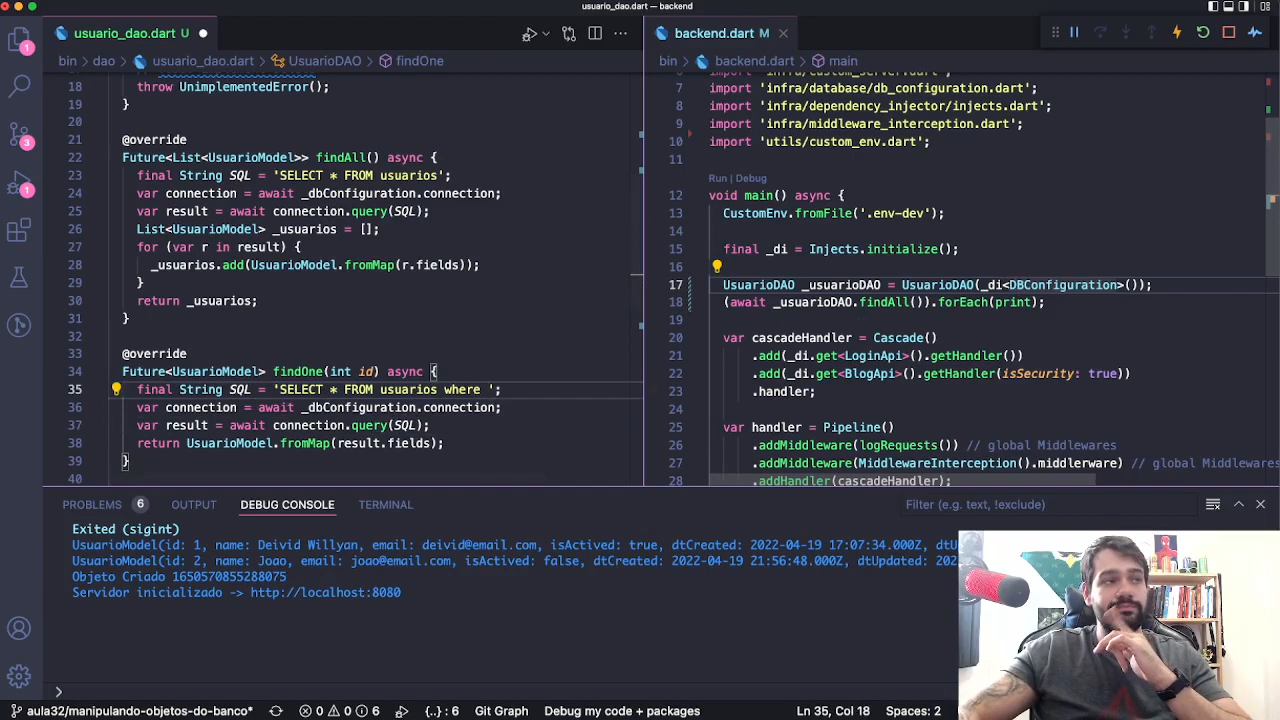 usuario_dao.dart — backend
usuario_dao.dart U
bin > dao > usuario_dao.dart > UsuarioDAO > findOne
18 throw UnimplementedError();
19 }
20
21 @override
22 Future<List<UsuarioModel>> findAll() async {
23 final String SQL = 'SELECT * FROM usuarios';
24 var connection = await _dbConfiguration.connection;
25 var result = await connection.query(SQL);
26 List<UsuarioModel> _usuarios = [];
27 for (var r in result) {
28 _usuarios.add(UsuarioModel.fromMap(r.fields));
29 }
30 return _usuarios;
31 }
32
33 @override
34 Future<UsuarioModel> findOne(int id) async {
35 final String SQL = 'SELECT * FROM usuarios where ';
36 var connection = await _dbConfiguration.connection;
37 var result = await connection.query(SQL);
38 return UsuarioModel.fromMap(result.fields);
39 }
40
backend.dart M
bin > backend.dart > main
6 import 'infra/custom_server.dart';
7 import 'infra/database/db_configuration.dart';
8 import 'infra/dependency_injector/injects.dart';
9 import 'infra/middleware_interception.dart';
10 import 'utils/custom_env.dart';
11
Run | Debug
12 void main() async {
13 CustomEnv.fromFile('.env-dev');
14
15 final _di = Injects.initialize();
16
17 UsuarioDAO _usuarioDAO = UsuarioDAO(_di<DBConfiguration>());
18 (await _usuarioDAO.findAll()).forEach(print);
19
20 var cascadeHandler = Cascade()
21 .add(_di.get<LoginApi>().getHandler())
22 .add(_di.get<BlogApi>().getHandler(isSecurity: true))
23 .handler;
24
25 var handler = Pipeline()
26 .addMiddleware(logRequests()) // global Middlewares
27 .addMiddleware(MiddlewareInterception().middlerware) // global Middlewares
28 .addHandler(cascadeHandler);
1
3
1
PROBLEMS 6 OUTPUT DEBUG CONSOLE TERMINAL
Filter (e.g. text, !exclude)
Exited (sigint)
UsuarioModel(id: 1, name: Deivid Willyan, email: deivid@email.com, isActived: true, dtCreated: 2022-04-19 17:07:34.000Z, dtU
UsuarioModel(id: 2, name: Joao, email: joao@email.com, isActived: false, dtCreated: 2022-04-19 21:56:48.000Z, dtUpdated: 202
Objeto Criado 1650570855288075
Servidor inicializado -> http://localhost:8080
>
aula32/manipulando-objetos-do-banco* 0 0 6 {..}: 6 Git Graph Debug my code + packages Ln 35, Col 18 Spaces: 2